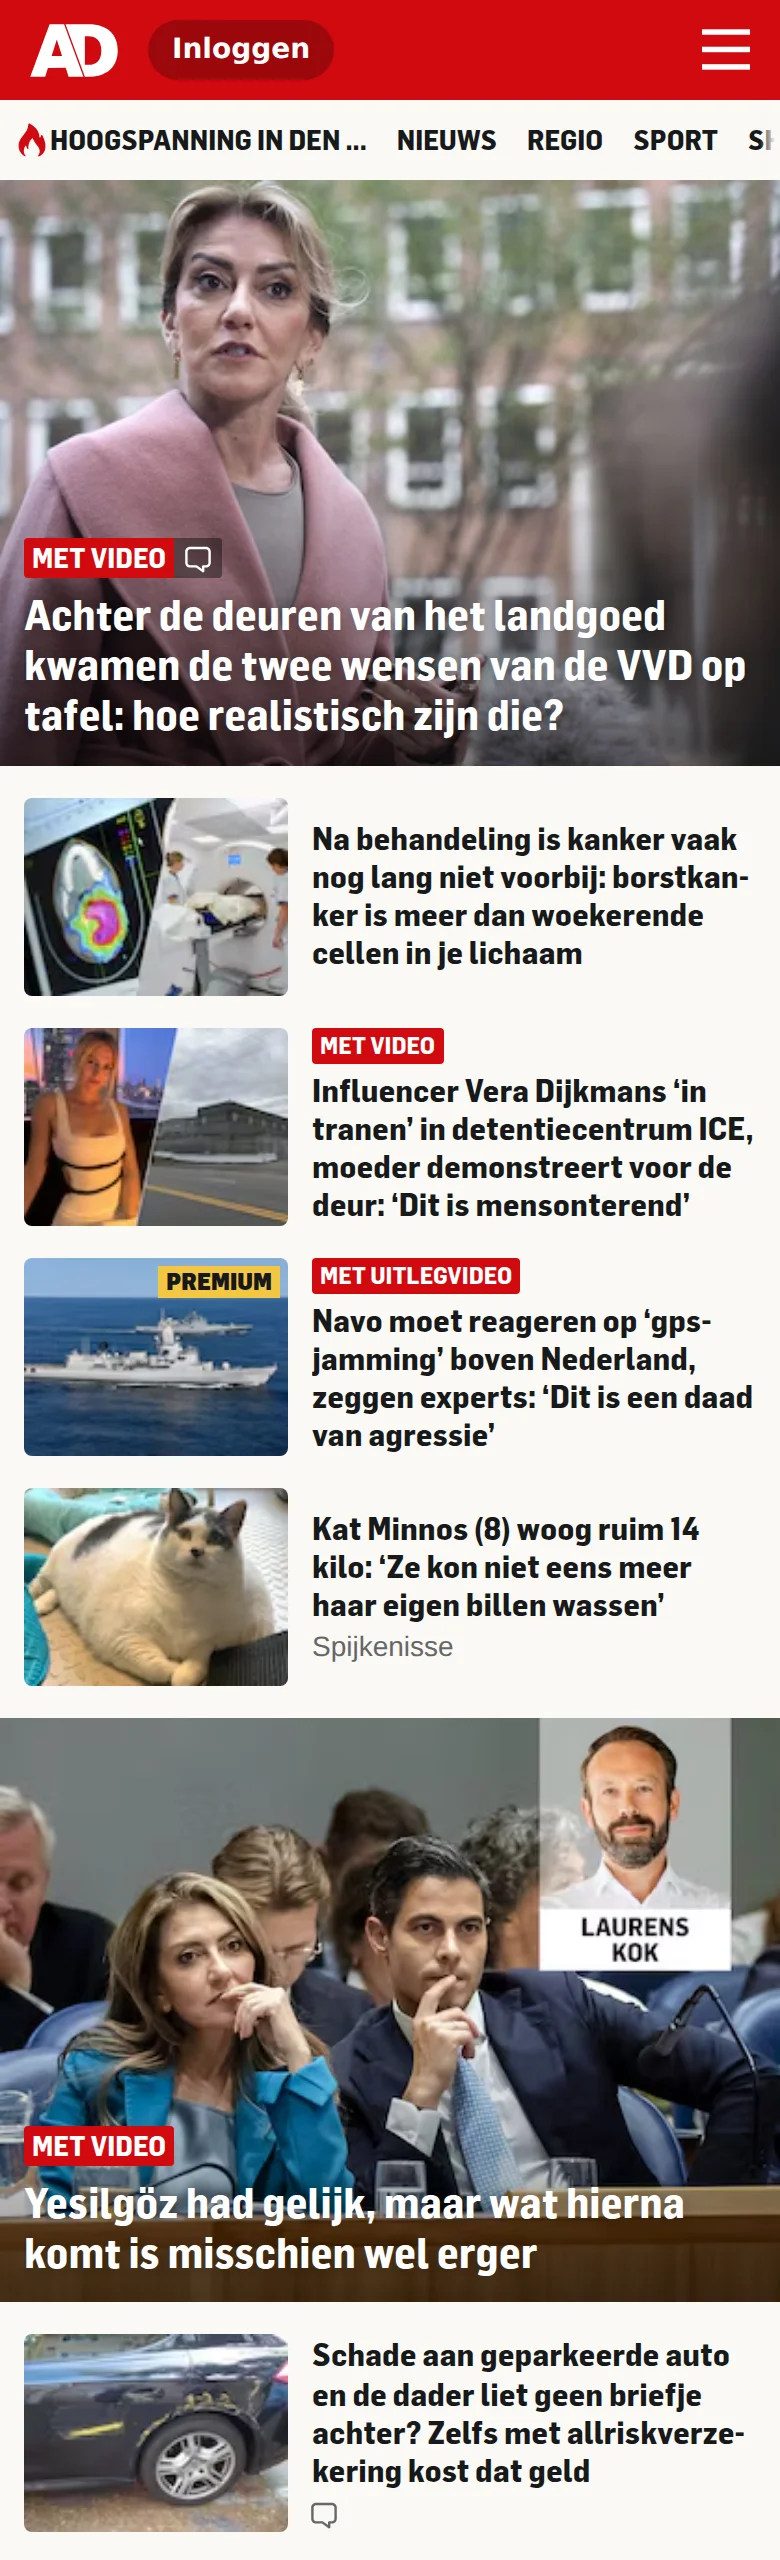 AD
Inloggen
HOOGSPANNING IN DEN ...
NIEUWS
REGIO
SPORT
MET VIDEO
Achter de deuren van het landgoed
kwamen de twee wensen van de VVD op
tafel: hoe realistisch zijn die?
Na behandeling is kanker vaak
nog lang niet voorbij: borstkan-
ker is meer dan woekerende
cellen in je lichaam
MET VIDEO
Influencer Vera Dijkmans ‘in
tranen’ in detentiecentrum ICE,
moeder demonstreert voor de
deur: ‘Dit is mensonterend’
PREMIUM
MET UITLEGVIDEO
Navo moet reageren op ‘gps-
jamming’ boven Nederland,
zeggen experts: ‘Dit is een daad
van agressie’
Kat Minnos (8) woog ruim 14
kilo: ‘Ze kon niet eens meer
haar eigen billen wassen’
Spijkenisse
LAURENS
KOK
MET VIDEO
Yesilgöz had gelijk, maar wat hierna
komt is misschien wel erger
Schade aan geparkeerde auto
en de dader liet geen briefje
achter? Zelfs met allriskverze-
kering kost dat geld